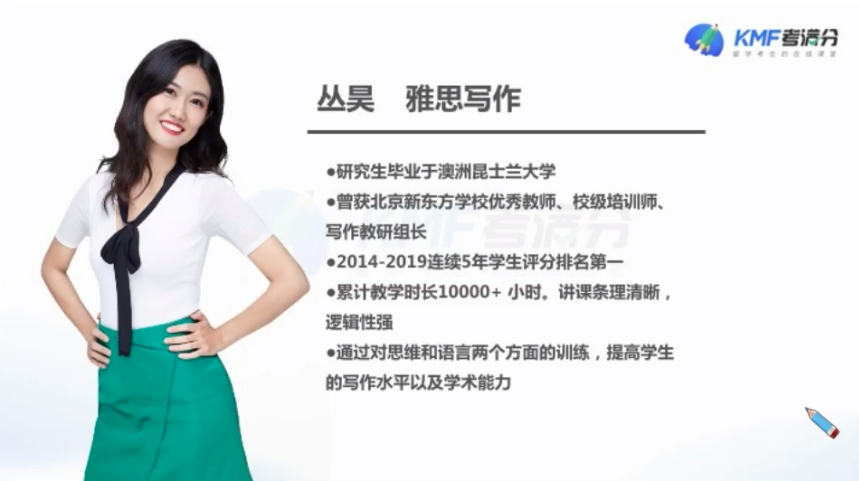 KMF考满分
留学考生的在线课堂
丛昊 雅思写作
●研究生毕业于澳洲昆士兰大学
●曾获北京新东方学校优秀教师、校级培训师、
写作教研组长
●2014-2019连续5年学生评分排名第一
●累计教学时长10000+ 小时。讲课条理清晰，
逻辑性强
●通过对思维和语言两个方面的训练，提高学生
的写作水平以及学术能力
KMF考满分